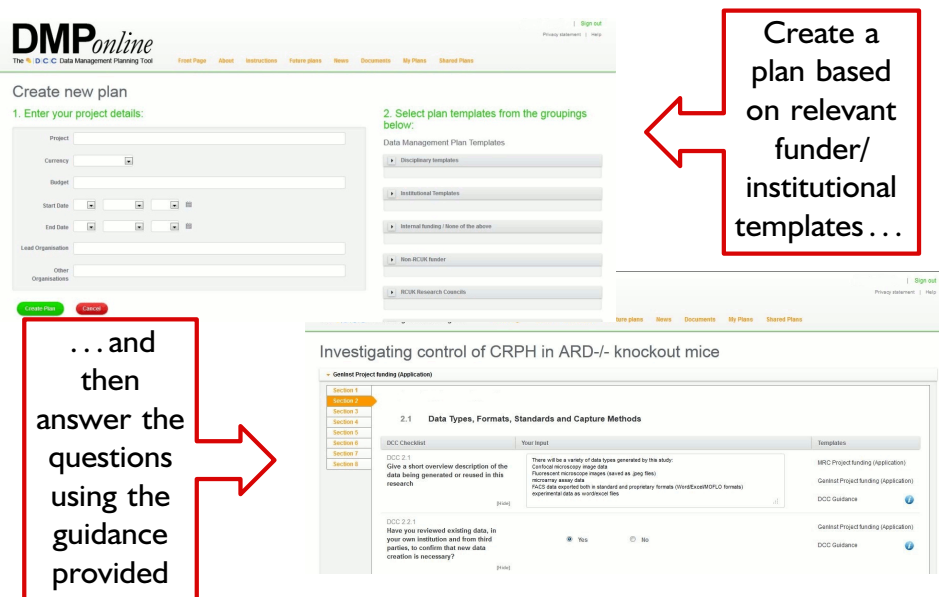 DMPonline
The DCC Data Management Planning Tool
| Sign out
Privacy statement | Help
Front Page About Instructions Future plans News Documents My Plans Shared Plans
Create new plan
1. Enter your project details:
Project
Currency
Budget
Start Date
End Date
Lead Organisation
Other
Organisations
Create Plan Cancel
2. Select plan templates from the groupings
below:
Data Management Plan Templates
Disciplinary templates
Institutional Templates
Internal funding / None of the above
Non-RCUK funder
RCUK Research Councils
Create a
plan based
on relevant
funder/
institutional
templates…
| Sign out
Privacy statement | Help
ture plans News Documents My Plans Shared Plans
…and
then
answer the
questions
using the
guidance
provided
Investigating control of CRPH in ARD-/- knockout mice
GenInst Project funding (Application)
Section 1
Section 2
Section 3
Section 4
Section 5
Section 6
Section 7
Section 8
2.1 Data Types, Formats, Standards and Capture Methods
DCC Checklist Your input Templates
DCC 2.1
Give a short overview description of the
data being generated or reused in this
research
[Hide]
There will be a variety of data types generated by this study:
Confocal microscopy image data
Fluorescent microscope images (saved as .jpeg files)
microarray assay data
FACS data exported both in standard and proprietary formats (Word/Excel/MOFLO formats)
experimental data as word/excel files
MRC Project funding (Application)
GenInst Project funding (Application)
DCC Guidance
DCC 2.2.1
Have you reviewed existing data, in
your own institution and from third
parties, to confirm that new data
creation is necessary?
[Hide]
Yes No
GenInst Project funding (Application)
DCC Guidance